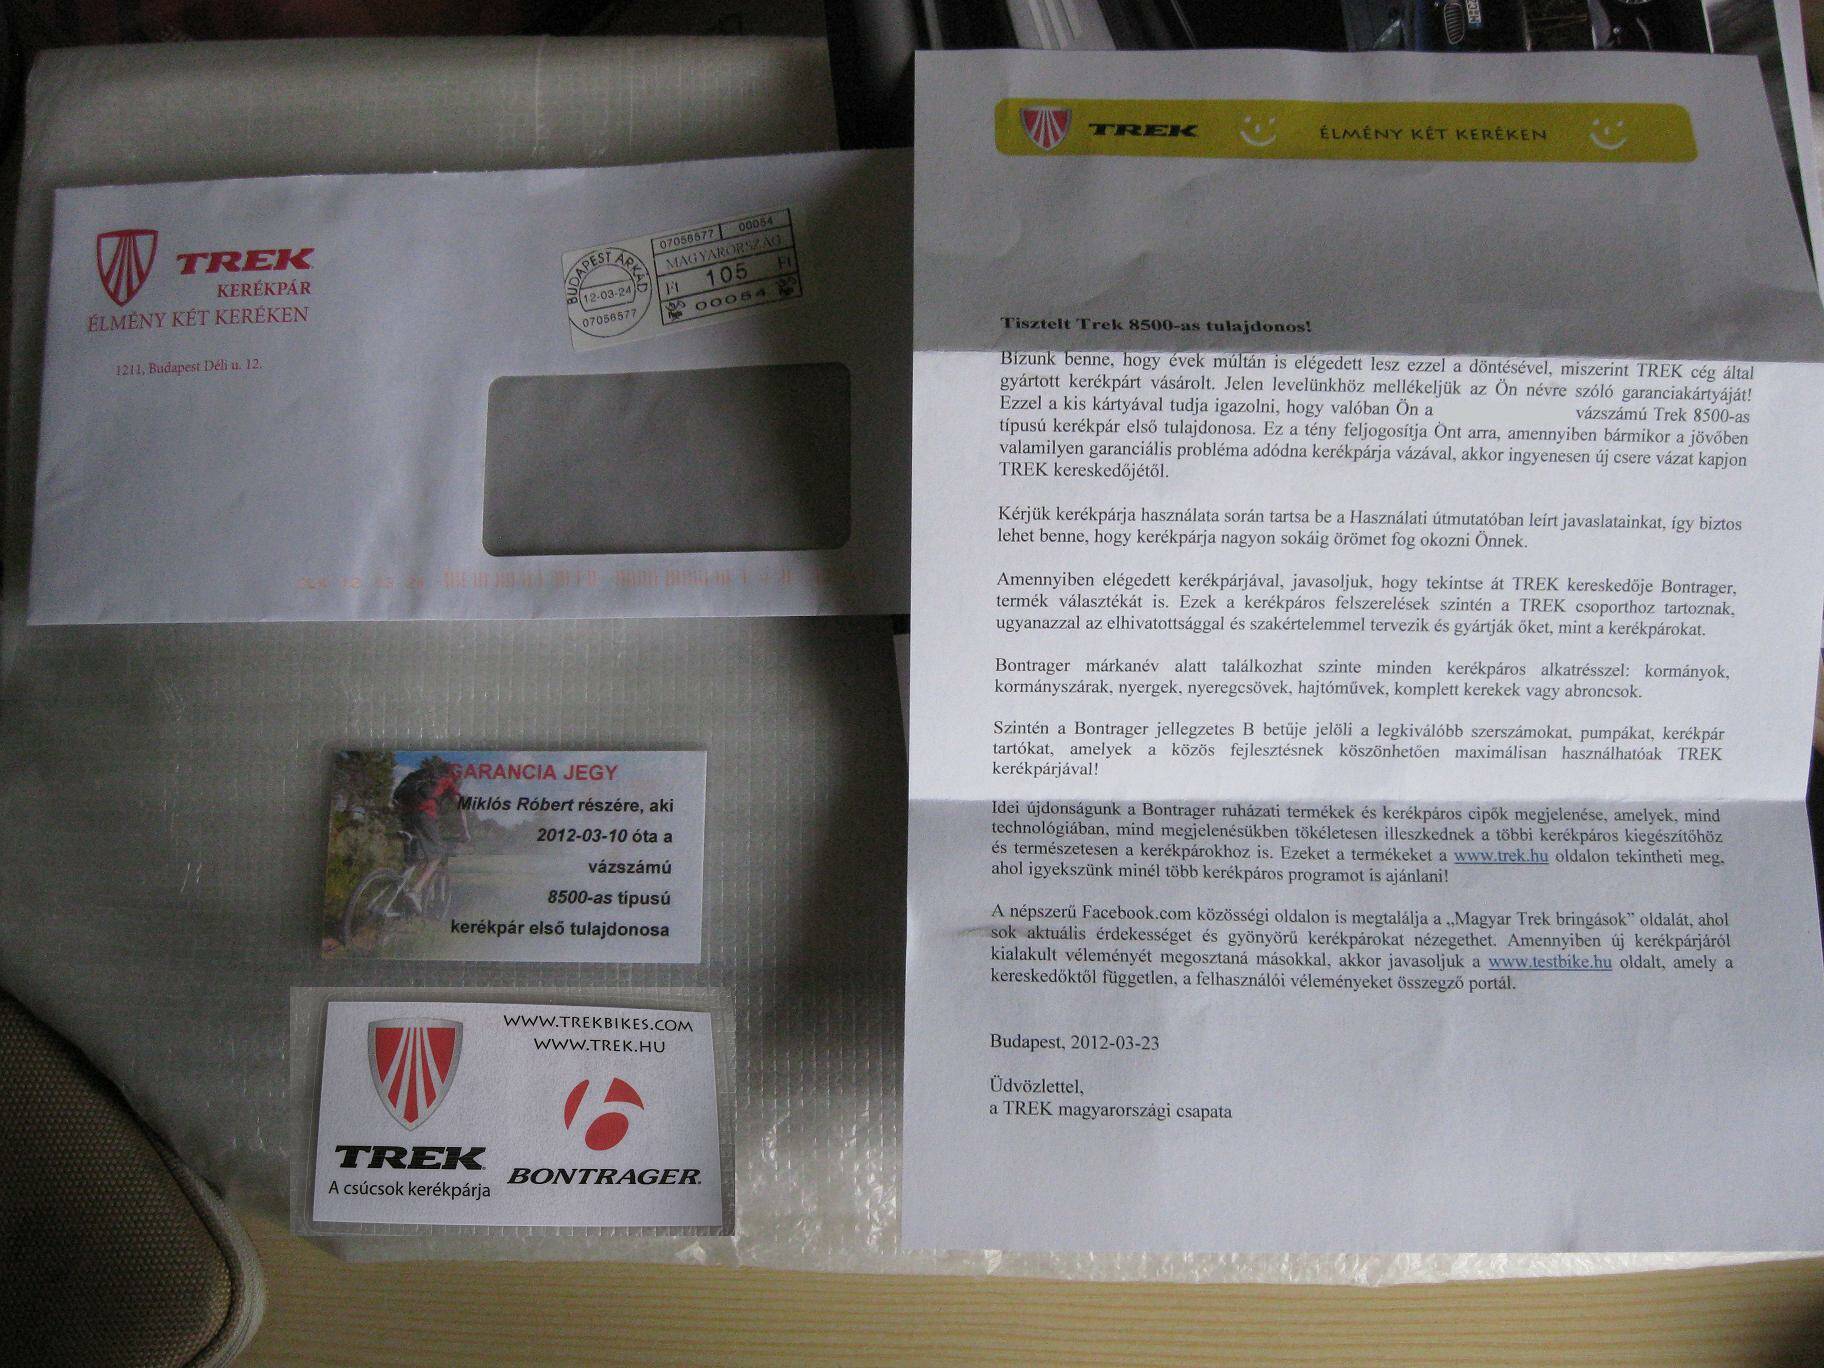 TREK
KERÉKPÁR
ÉLMÉNY KÉT KERÉKEN
1211, Budapest Déli u. 12.
BUDAPEST ÁRKÁD
12-03-24
07056577
07056577 00054
MAGYARORSZÁG
Ft 105 Ft
00054
TREK ÉLMÉNY KÉT KERÉKEN
Tisztelt Trek 8500-as tulajdonos!
Bízunk benne, hogy évek múltán is elégedett lesz ezzel a döntésével, miszerint TREK cég által
gyártott kerékpárt vásárolt. Jelen levelünkhöz mellékeljük az Ön névre szóló garanciakártyáját!
Ezzel a kis kártyával tudja igazolni, hogy valóban Ön a vázszámú Trek 8500-as
típusú kerékpár első tulajdonosa. Ez a tény feljogosítja Önt arra, amennyiben bármikor a jövőben
valamilyen garanciális probléma adódna kerékpárja vázával, akkor ingyenesen új csere vázat kapjon
TREK kereskedőjétől.
Kérjük kerékpárja használata során tartsa be a Használati útmutatóban leírt javaslatainkat, így biztos
lehet benne, hogy kerékpárja nagyon sokáig örömet fog okozni Önnek.
Amennyiben elégedett kerékpárjával, javasoljuk, hogy tekintse át TREK kereskedője Bontrager,
termék választékát is. Ezek a kerékpáros felszerelések szintén a TREK csoporthoz tartoznak,
ugyanazzal az elhivatottsággal és szakértelemmel tervezik és gyártják őket, mint a kerékpárokat.
Bontrager márkanév alatt találkozhat szinte minden kerékpáros alkatrésszel: kormányok,
kormányszárak, nyergek, nyeregcsövek, hajtóművek, komplett kerekek vagy abroncsok.
Szintén a Bontrager jellegzetes B betűje jelöli a legkiválóbb szerszámokat, pumpákat, kerékpár
tartókat, amelyek a közös fejlesztésnek köszönhetően maximálisan használhatóak TREK
kerékpárjával!
Idei újdonságunk a Bontrager ruházati termékek és kerékpáros cipők megjelenése, amelyek, mind
technológiában, mind megjelenésükben tökéletesen illeszkednek a többi kerékpáros kiegészítőhöz
és természetesen a kerékpárokhoz is. Ezeket a termékeket a www.trek.hu oldalon tekintheti meg,
ahol igyekszünk minél több kerékpáros programot is ajánlani!
A népszerű Facebook.com közösségi oldalon is megtalálja a „Magyar Trek bringások” oldalát, ahol
sok aktuális érdekességet és gyönyörű kerékpárokat nézegethet. Amennyiben új kerékpárjáról
kialakult véleményét megosztaná másokkal, akkor javasoljuk a www.testbike.hu oldalt, amely a
kereskedőktől független, a felhasználói véleményeket összegző portál.
Budapest, 2012-03-23
Üdvözlettel,
a TREK magyarországi csapata
GARANCIA JEGY
Miklós Róbert részére, aki
2012-03-10 óta a
vázszámú
8500-as típusú
kerékpár első tulajdonosa
WWW.TREKBIKES.COM
WWW.TREK.HU
TREK
A csúcsok kerékpárja
BONTRAGER